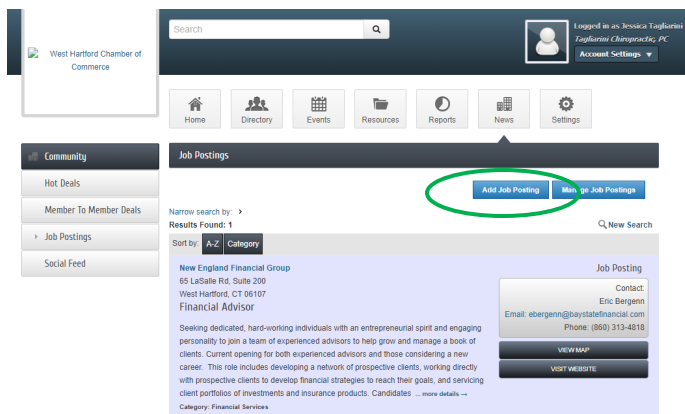 Search
Logged in as Jessica Tagliarini
Tagliarini Chiropractic, PC
Account Settings
West Hartford Chamber of
Commerce
Home
Directory
Events
Resources
Reports
News
Settings
Community
Hot Deals
Member To Member Deals
Job Postings
Social Feed
Job Postings
Add Job Posting
Manage Job Postings
Narrow search by:
Results Found: 1
New Search
Sort by: A-Z Category
New England Financial Group
65 LaSalle Rd, Suite 200
West Hartford, CT 06107
Financial Advisor
Seeking dedicated, hard-working individuals with an entrepreneurial spirit and engaging
personality to join a team of experienced advisors to help grow and manage a book of
clients. Current opening for both experienced advisors and those considering a new
career. This role includes developing a network of prospective clients, working directly
with prospective clients to develop financial strategies to reach their goals, and servicing
client portfolios of investments and insurance products. Candidates ... more details →
Category: Financial Services
Job Posting
Contact:
Eric Bergenn
Email: ebergenn@baystatefinancial.com
Phone: (860) 313-4818
VIEW MAP
VISIT WEBSITE